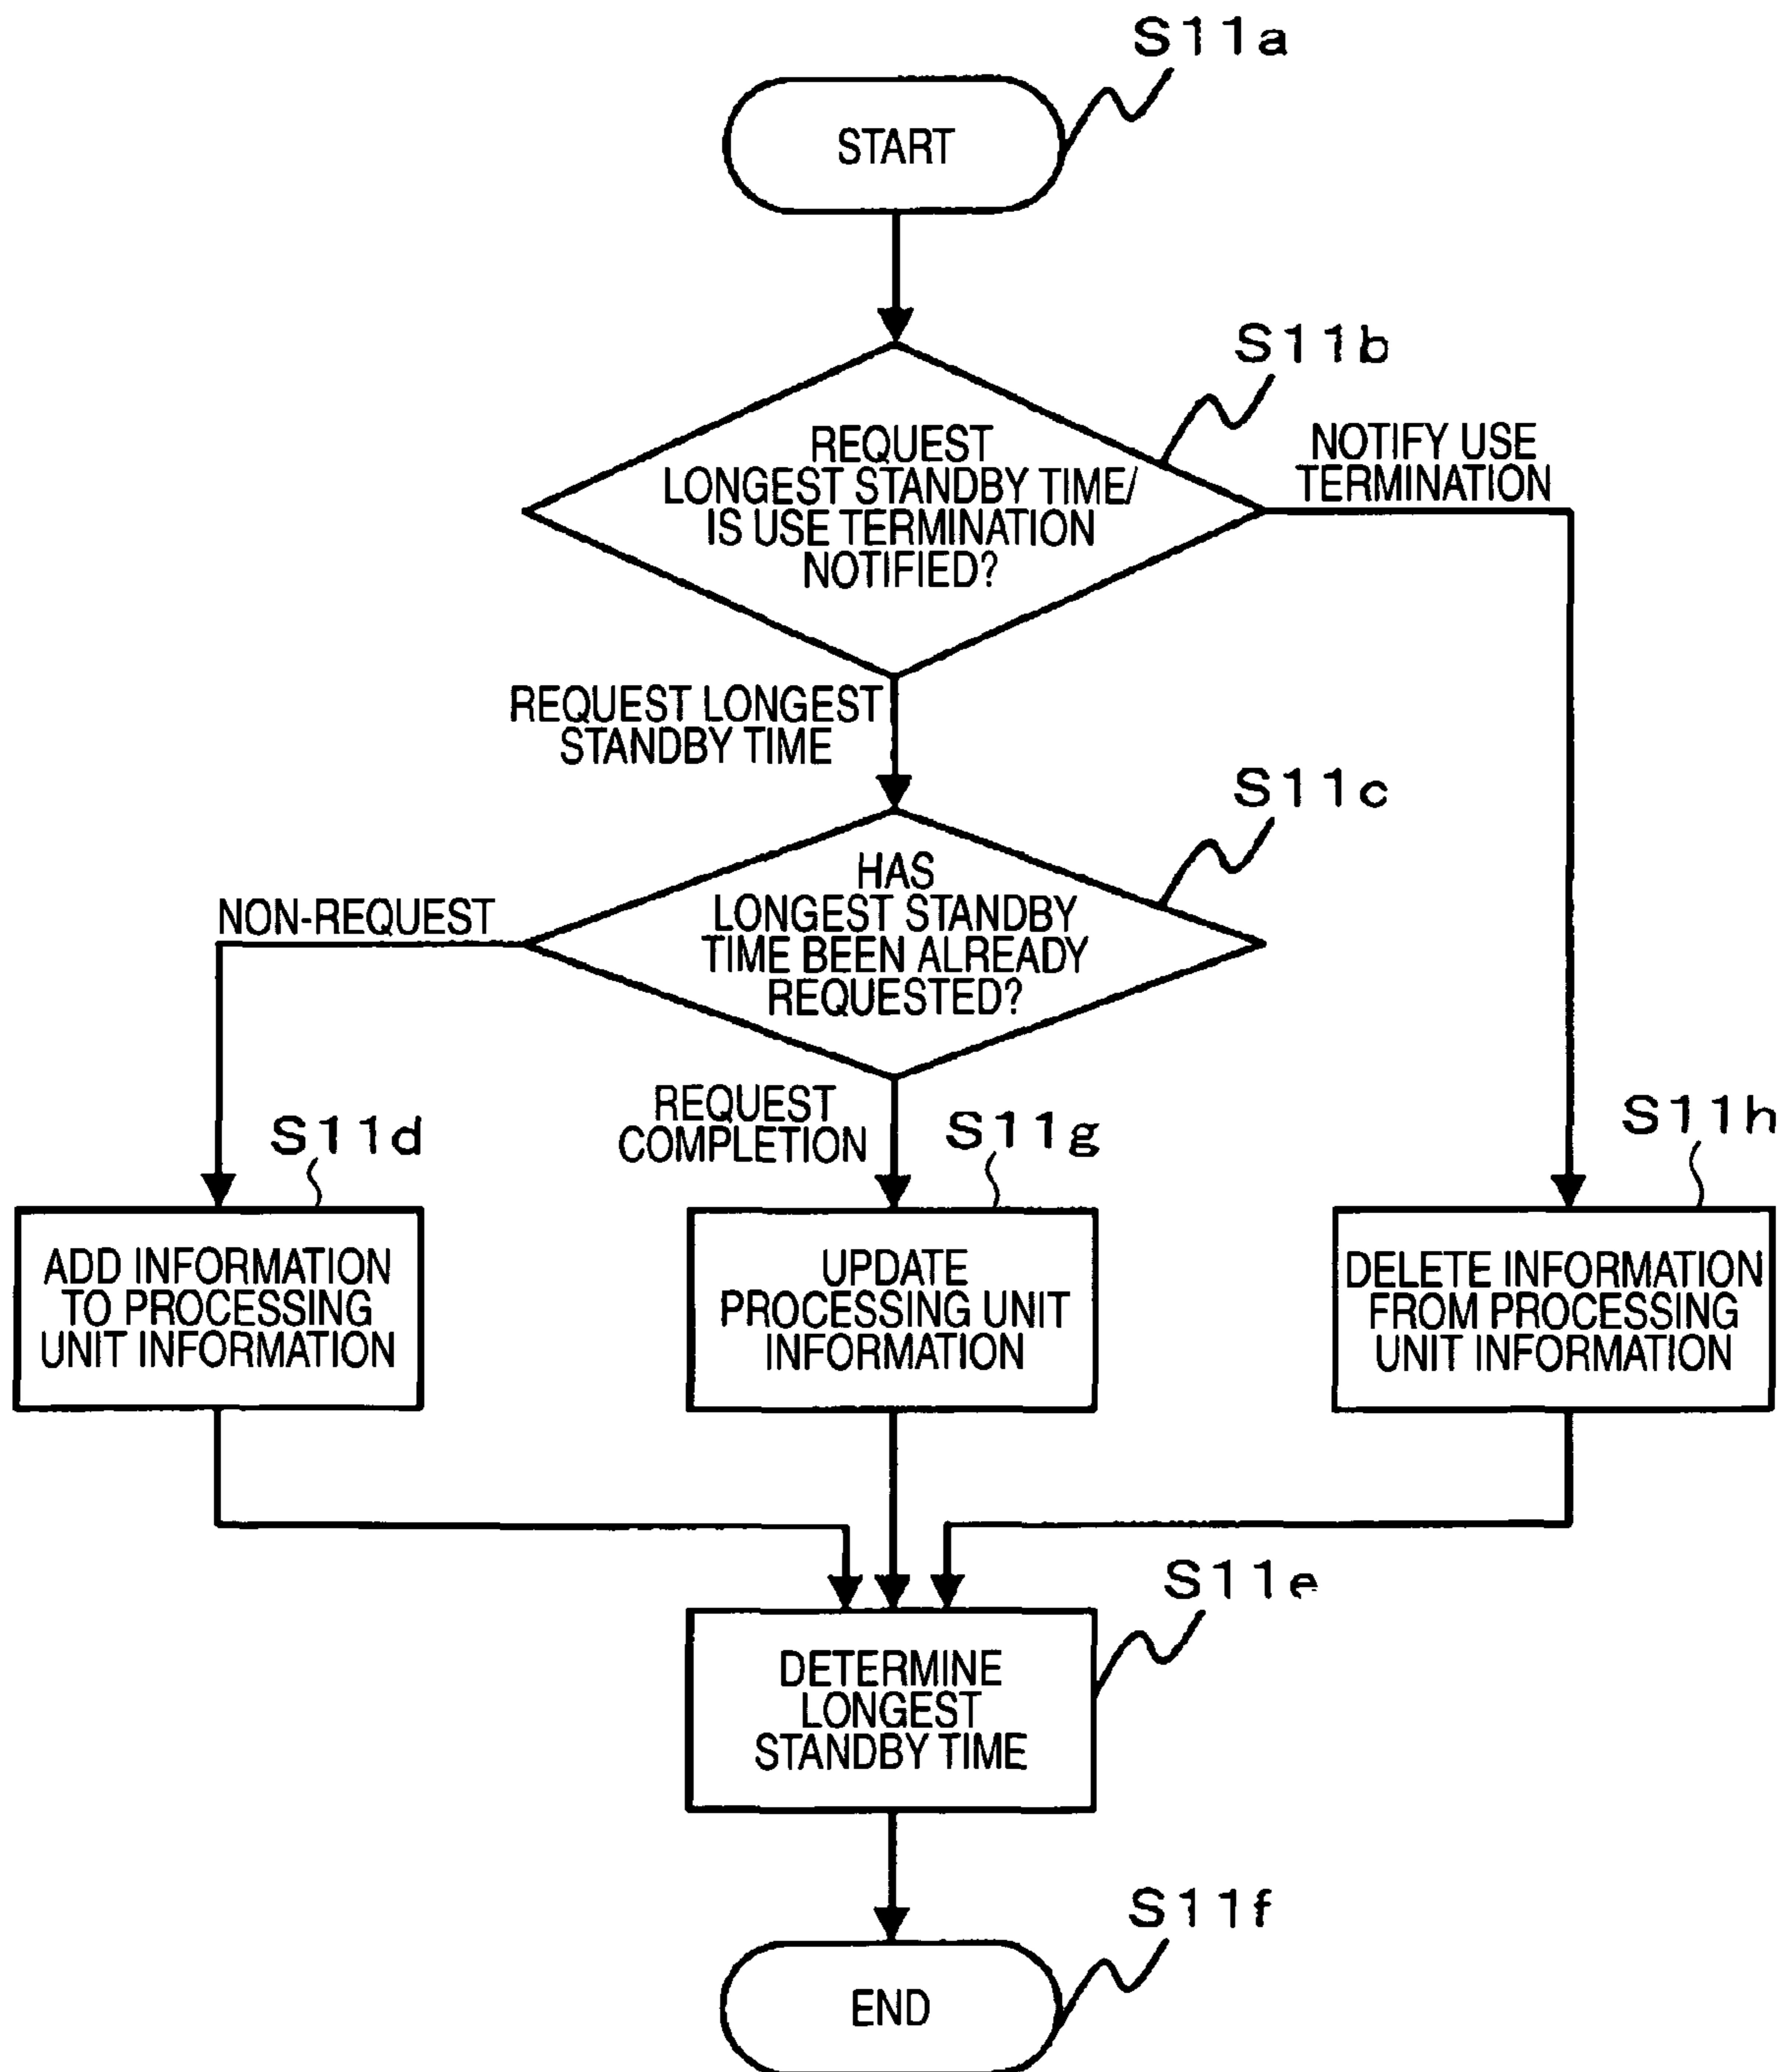 S11a
START
S11b
REQUEST
LONGEST STANDBY TIME/
IS USE TERMINATION
NOTIFIED?
NOTIFY USE
TERMINATION
REQUEST LONGEST
STANDBY TIME
S11c
HAS
LONGEST STANDBY
TIME BEEN ALREADY
REQUESTED?
NON-REQUEST
REQUEST
COMPLETION
S11d
S11g
S11h
ADD INFORMATION
TO PROCESSING
UNIT INFORMATION
UPDATE
PROCESSING UNIT
INFORMATION
DELETE INFORMATION
FROM PROCESSING
UNIT INFORMATION
S11e
DETERMINE
LONGEST
STANDBY TIME
S11f
END